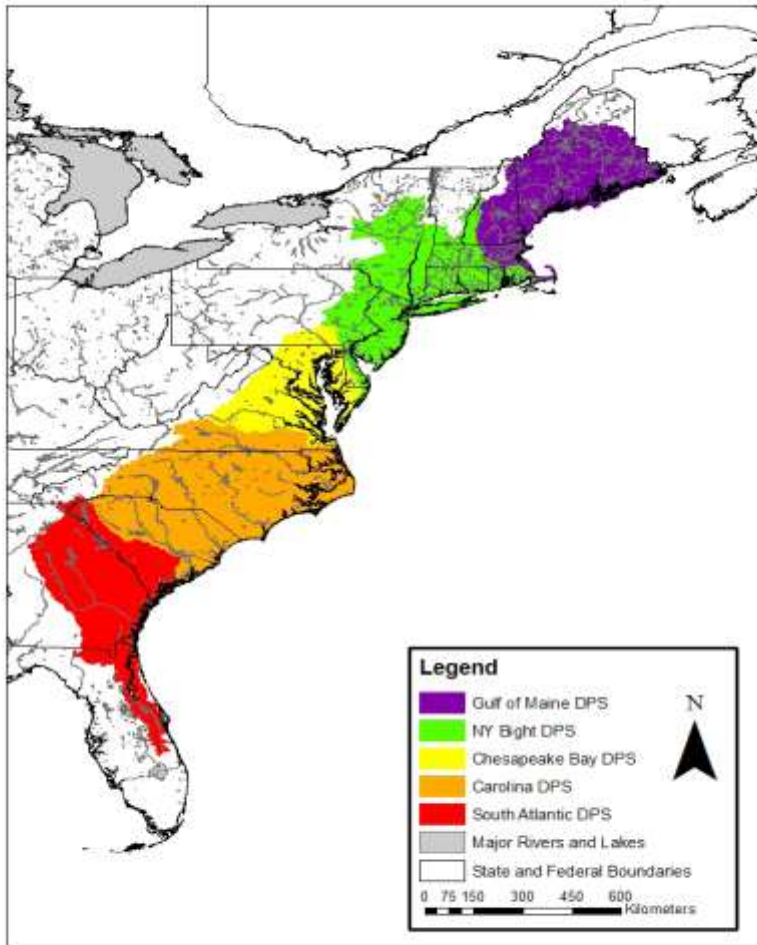 Legend
Gulf of Maine DPS
N
NY Bight DPS
Chesapeake Bay DPS
Carolina DPS
South Atlantic DPS
Major Rivers and Lakes
State and Federal Boundaries
0 75 150 300 450 600
Kilometers